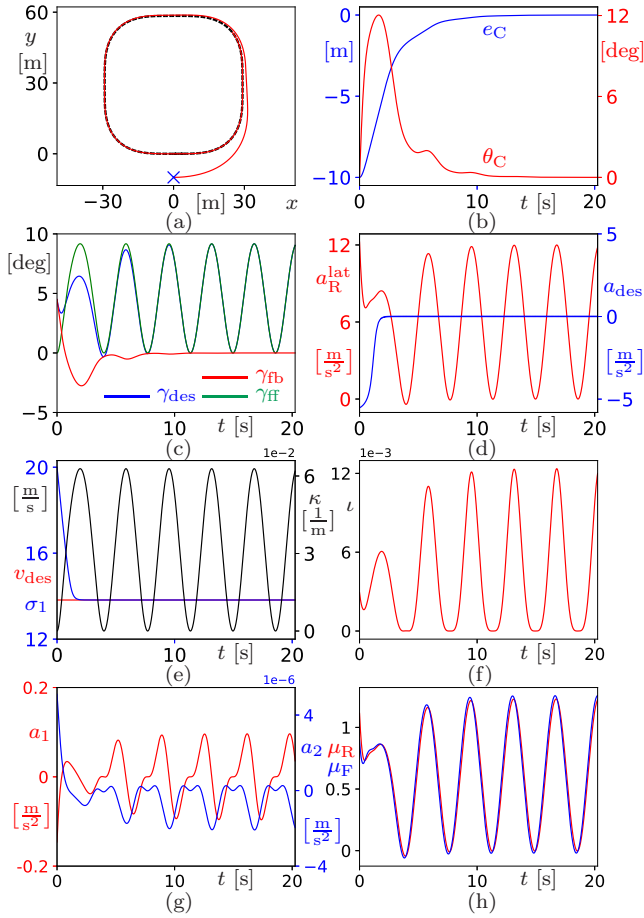 60
y
[m]
30
0
−30 0 [m] 30 x
(a)
0
[m]
−5
−10
e_C
θ_C
12
[deg]
6
0
0 10 t [s] 20
(b)
10
[deg]
5
0
−5
γ_fb
γ_des γ_ff
0 10 t [s] 20
(c)
12
a_R^lat
6
[m/s²]
0
5
a_des
0
[m/s²]
−5
0 10 t [s] 20
(d)
20
[m/s]
16
v_des
σ_1
12
1e-2
6
κ
[1/m]
3
0
0 10 t [s] 20
(e)
1e-3
12
ι
6
0
0 10 t [s] 20
(f)
0.2
a_1
0
[m/s²]
-0.2
1e-6
4
a_2
0
[m/s²]
−4
0 10 t [s] 20
(g)
1
μ_R
μ_F
0.5
0
0 10 t [s] 20
(h)